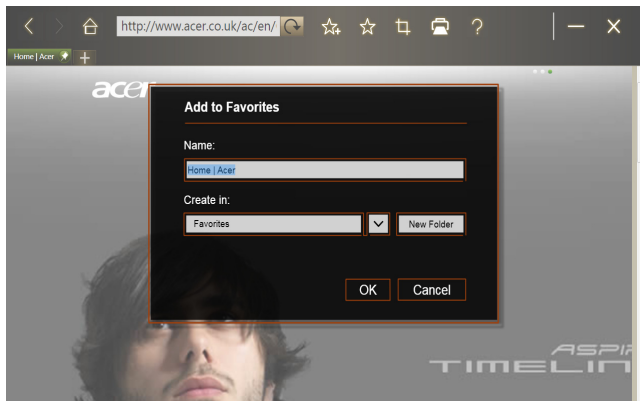 http://www.acer.co.uk/ac/en/
?
Home | Acer
acer
Add to Favorites
Name:
Home | Acer
Create in:
Favorites
New Folder
OK Cancel
TIMELIN